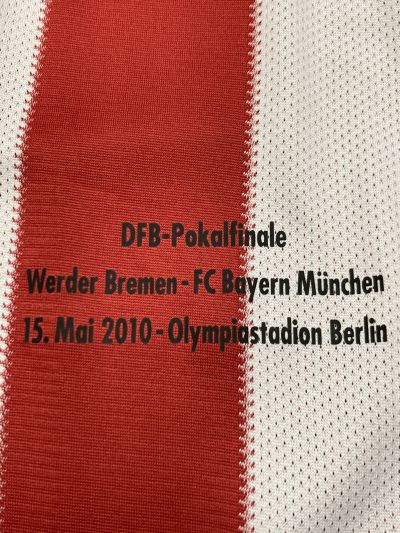 DFB-Pokalfinale
Werder Bremen - FC Bayern München
15. Mai 2010 - Olympiastadion Berlin